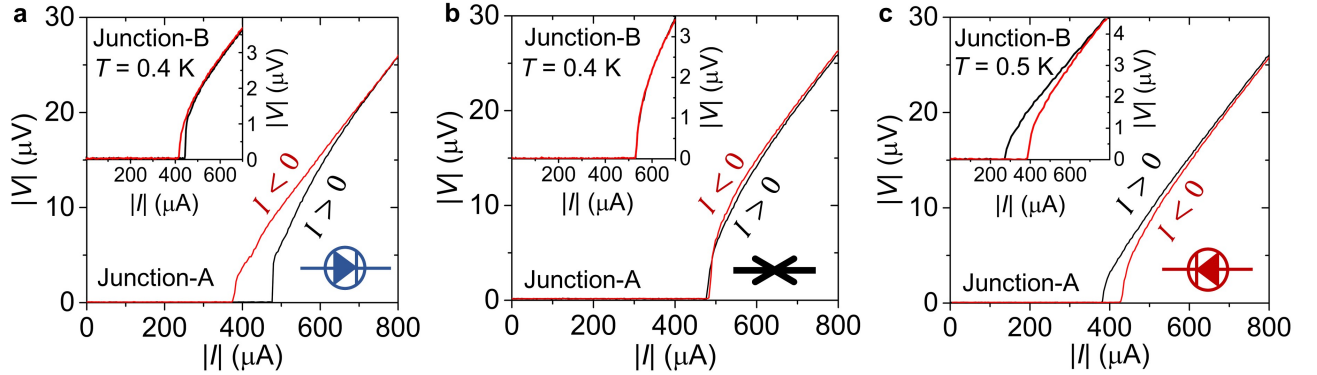 a
30
20
10
0
|V| (μV)
0 200 400 600 800
|I| (μA)
Junction-B
T = 0.4 K
3
2
1
0
|V| (μV)
200 400 600
|I| (μA)
I < 0
I > 0
Junction-A
b
30
20
10
0
|V| (μV)
0 200 400 600 800
|I| (μA)
Junction-B
T = 0.4 K
3
2
1
0
|V| (μV)
200 400 600
|I| (μA)
I < 0
I > 0
Junction-A
c
30
20
10
0
|V| (μV)
0 200 400 600 800
|I| (μA)
Junction-B
T = 0.5 K
4
3
2
1
0
|V| (μV)
200 400 600
|I| (μA)
I > 0
I < 0
Junction-A